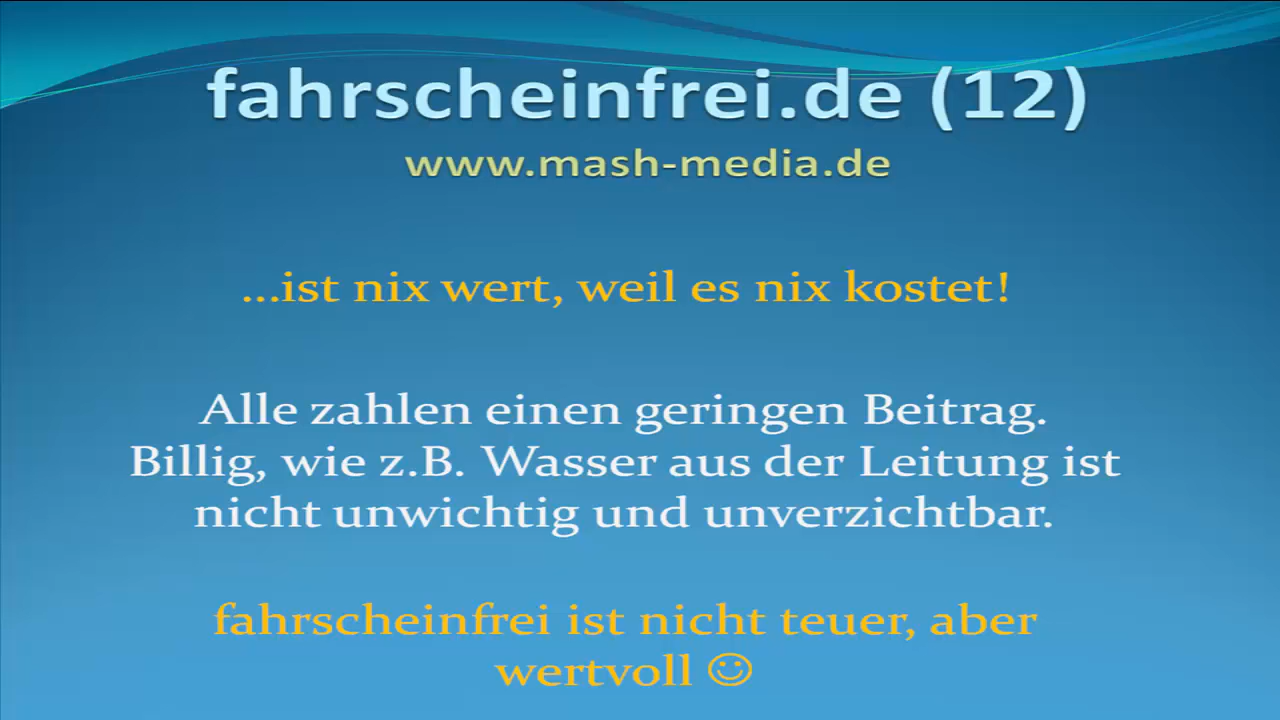 fahrscheinfrei.de (12)
www.mash-media.de
...ist nix wert, weil es nix kostet!
Alle zahlen einen geringen Beitrag.
Billig, wie z.B. Wasser aus der Leitung ist
nicht unwichtig und unverzichtbar.
fahrscheinfrei ist nicht teuer, aber
wertvoll ☺